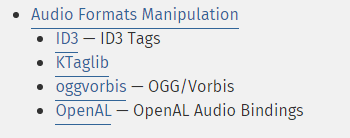 Audio Formats Manipulation
ID3 — ID3 Tags
KTaglib
oggvorbis — OGG/Vorbis
OpenAL — OpenAL Audio Bindings